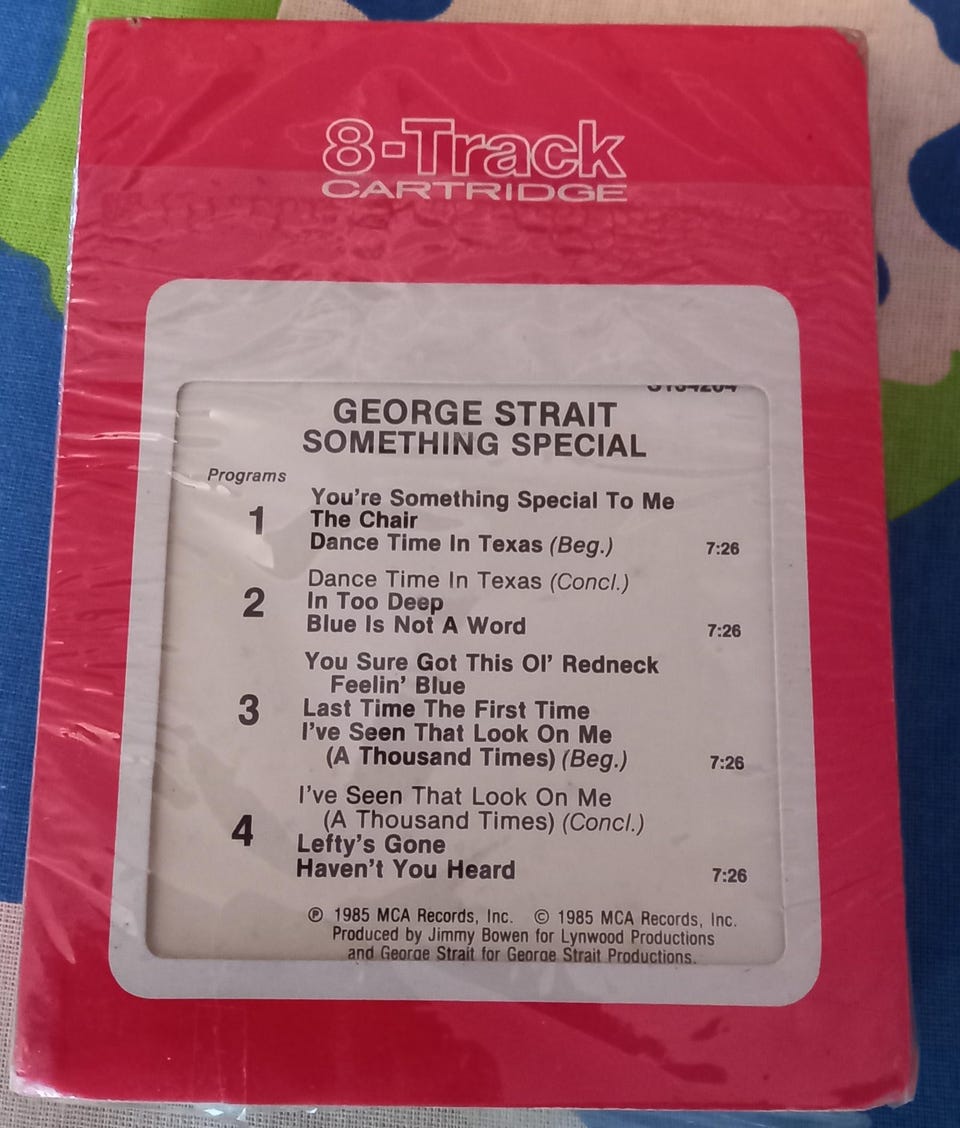 8-Track
CARTRIDGE
GEORGE STRAIT
SOMETHING SPECIAL
Programs
1
You're Something Special To Me
The Chair
Dance Time In Texas (Beg.) 7:26
2
Dance Time In Texas (Concl.)
In Too Deep
Blue Is Not A Word 7:26
3
You Sure Got This Ol' Redneck
Feelin' Blue
Last Time The First Time
I've Seen That Look On Me
(A Thousand Times) (Beg.) 7:26
4
I've Seen That Look On Me
(A Thousand Times) (Concl.)
Lefty's Gone
Haven't You Heard 7:26
℗ 1985 MCA Records, Inc. © 1985 MCA Records, Inc.
Produced by Jimmy Bowen for Lynwood Productions
and George Strait for George Strait Productions.